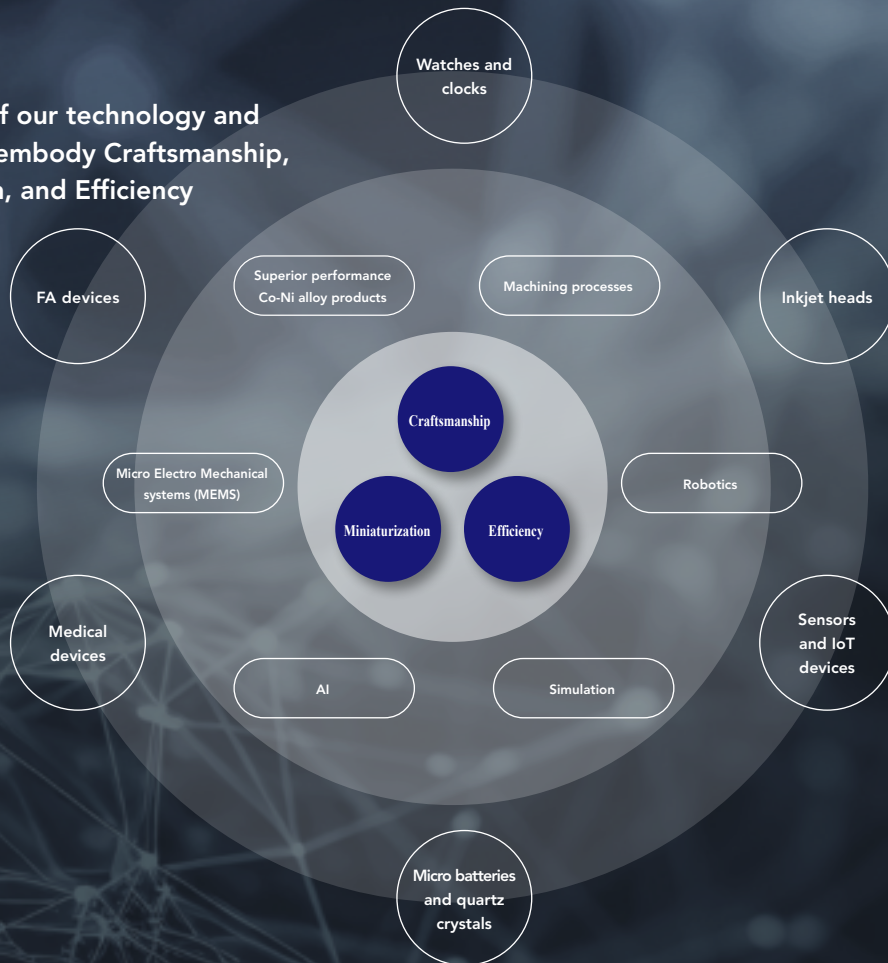 Watches and
clocks
f our technology and
embody Craftsmanship,
, and Efficiency
FA devices
Superior performance
Co-Ni alloy products
Machining processes
Inkjet heads
Craftsmanship
Micro Electro Mechanical
systems (MEMS)
Robotics
Miniaturization
Efficiency
Medical
devices
Sensors
and IoT
devices
AI
Simulation
Micro batteries
and quartz
crystals